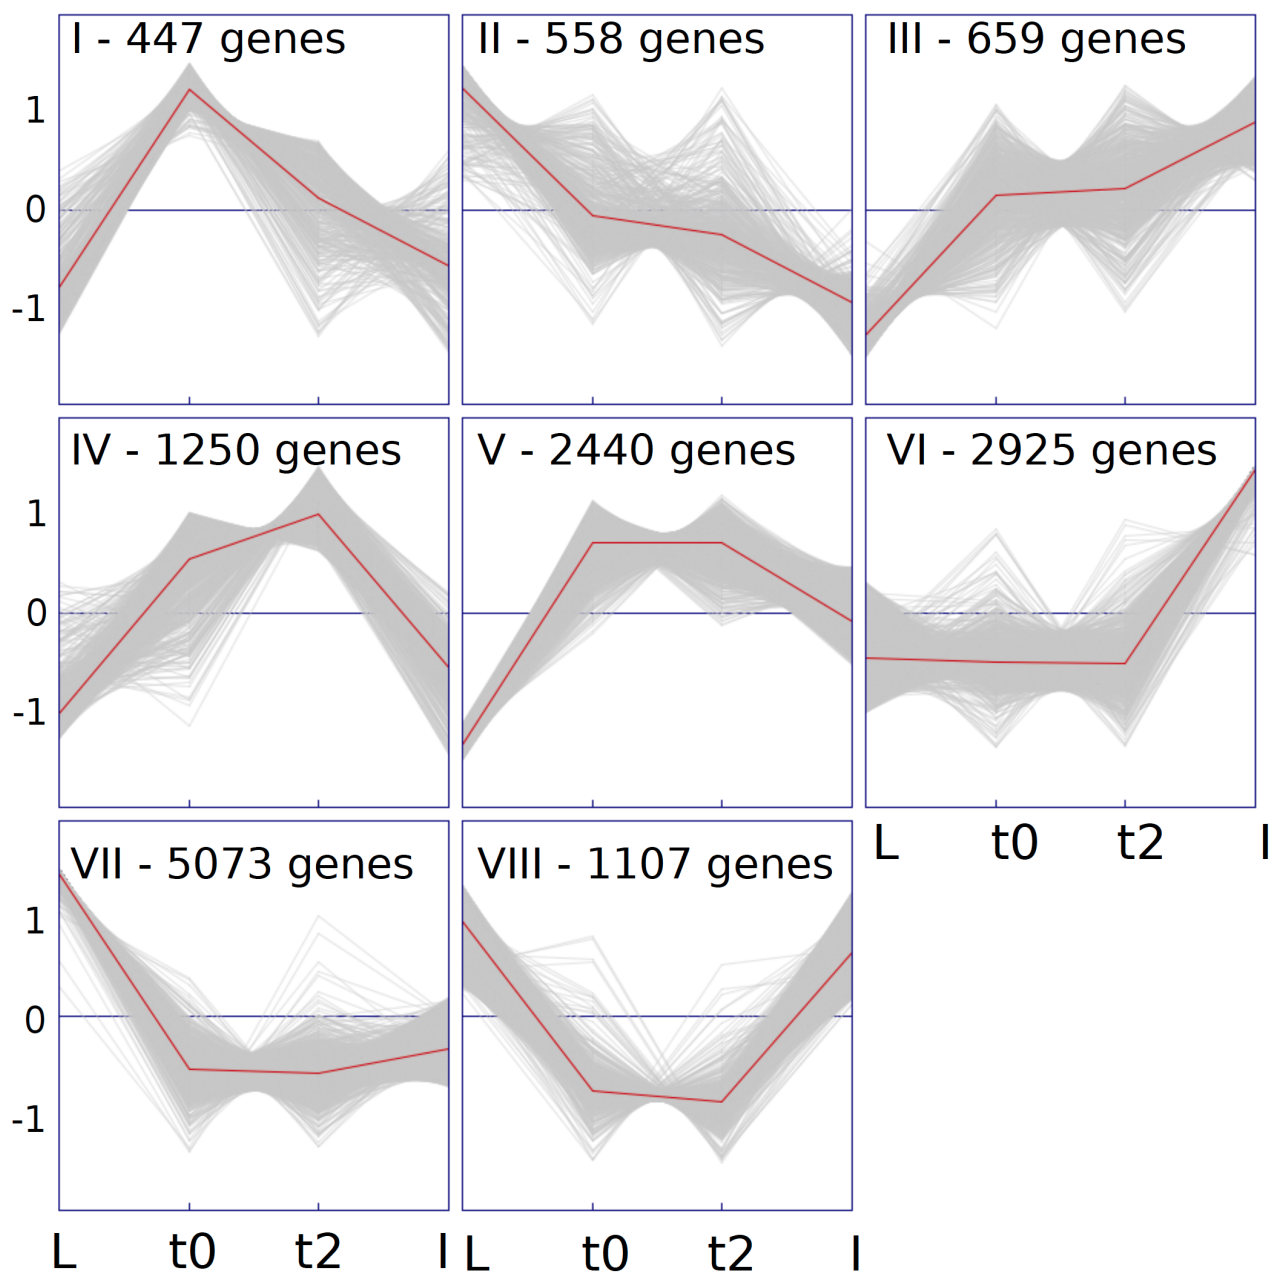 I - 447 genes
II - 558 genes
III - 659 genes
1
0
-1
IV - 1250 genes
V - 2440 genes
VI - 2925 genes
1
0
-1
L t0 t2 I
VII - 5073 genes
VIII - 1107 genes
1
0
-1
L t0 t2 I
L t0 t2 I